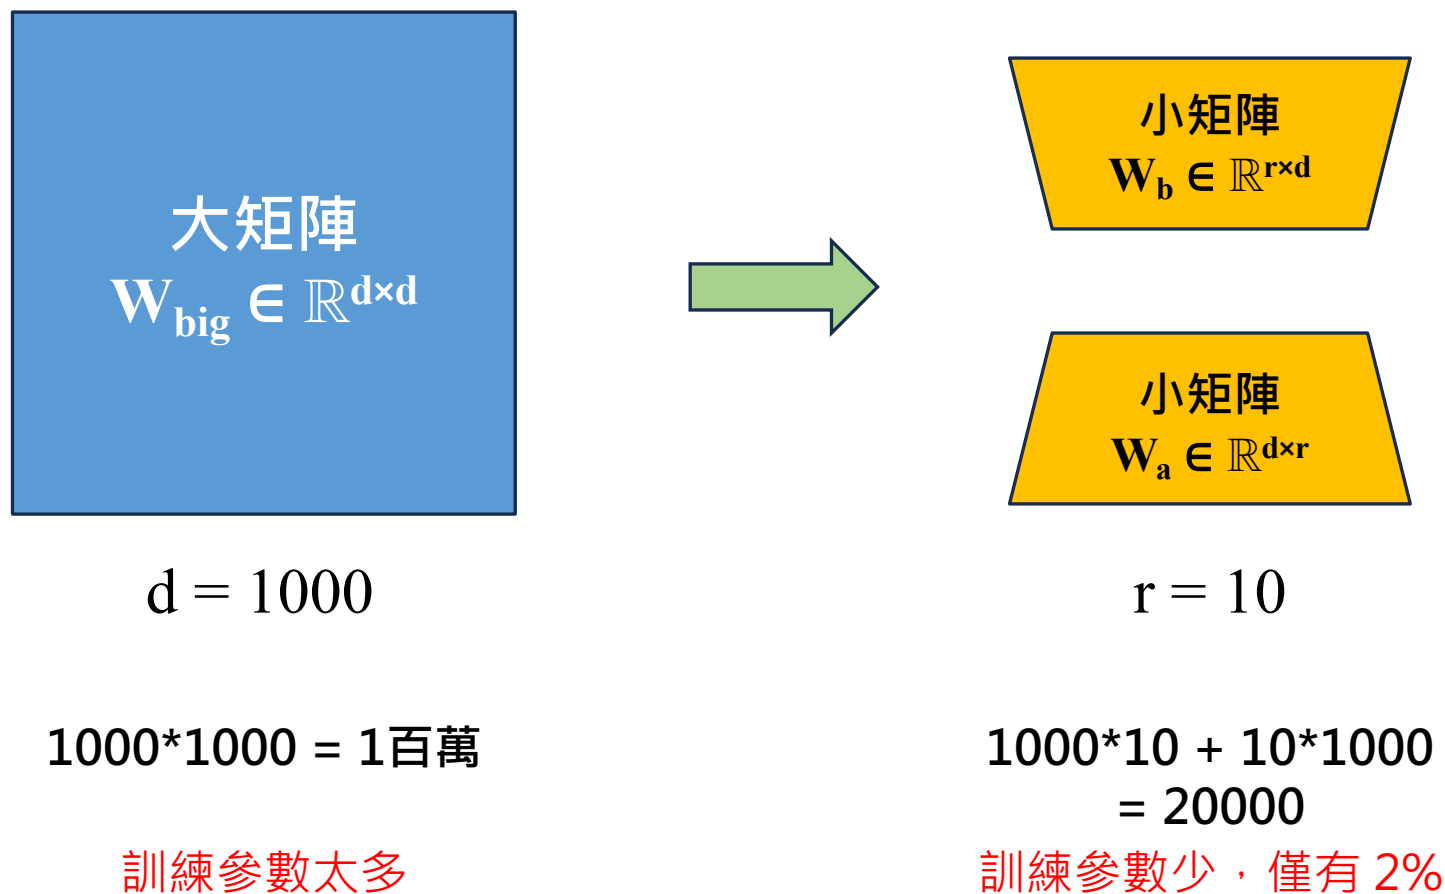 大矩陣
W_big ∈ ℝ^d×d
d = 1000
1000*1000 = 1百萬
訓練參數太多
小矩陣
W_b ∈ ℝ^r×d
小矩陣
W_a ∈ ℝ^d×r
r = 10
1000*10 + 10*1000
= 20000
訓練參數少，僅有 2%